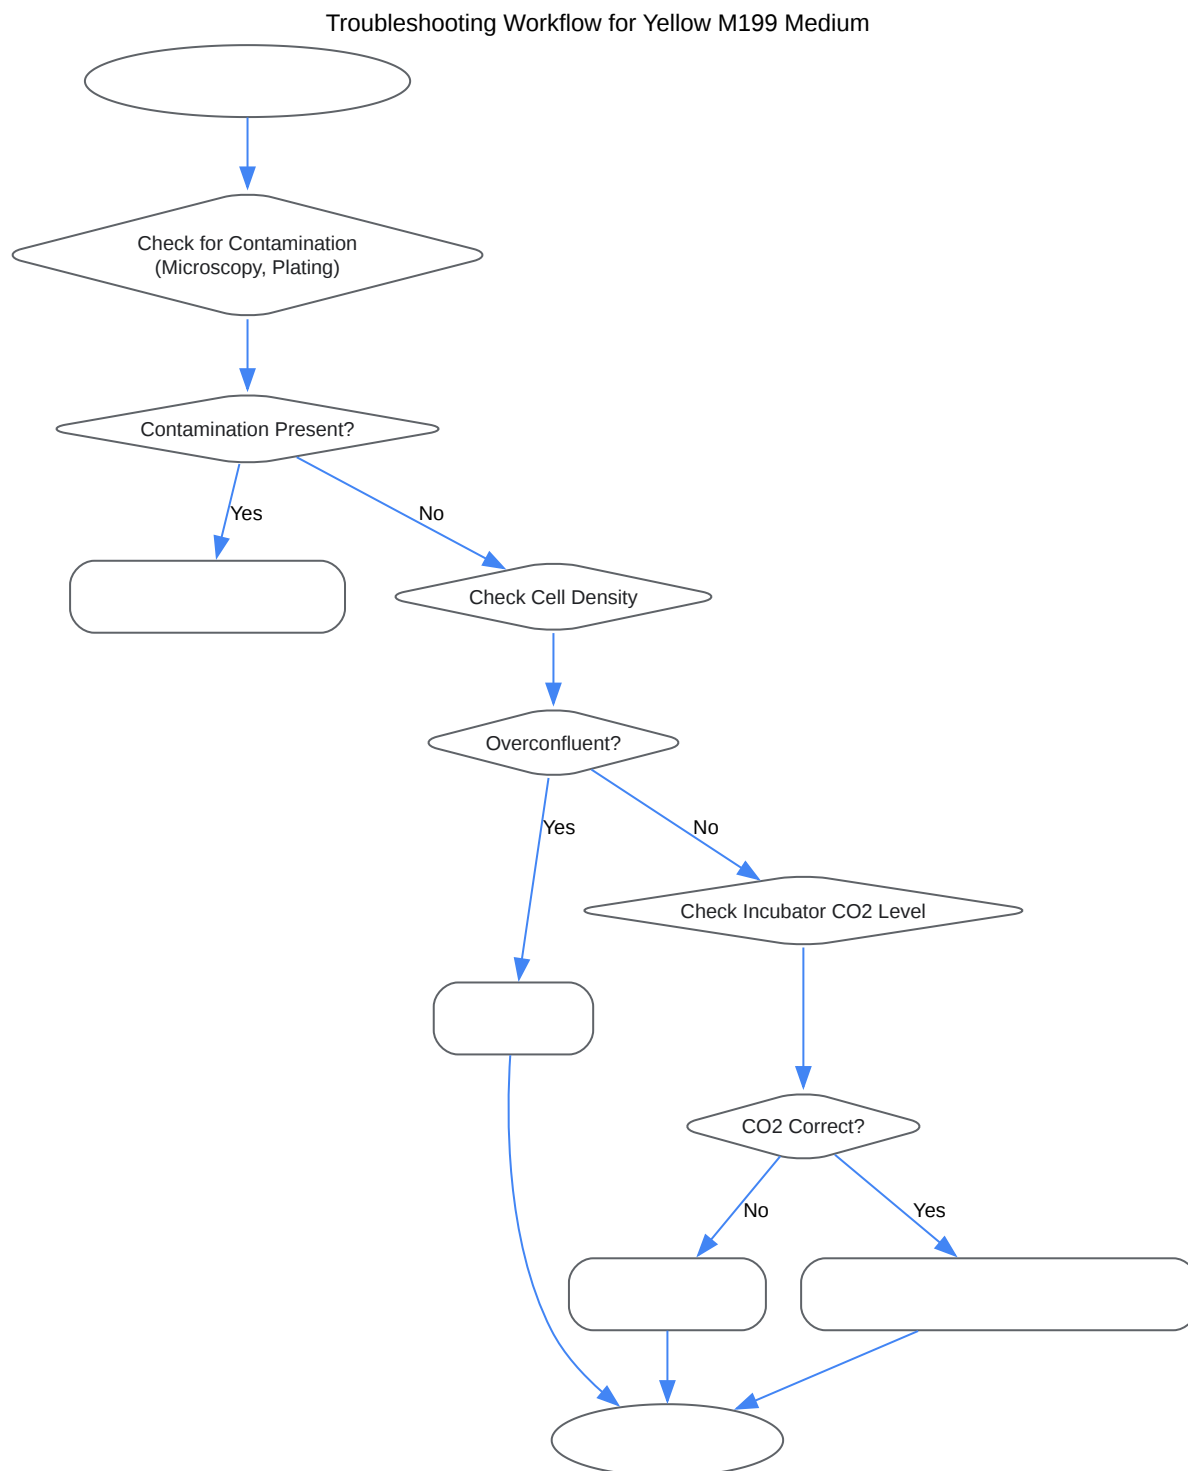 Troubleshooting Workflow for Yellow M199 Medium
Check for Contamination
(Microscopy, Plating)
Contamination Present?
Yes
No
Check Cell Density
Overconfluent?
Yes
No
Check Incubator CO2 Level
CO2 Correct?
No
Yes